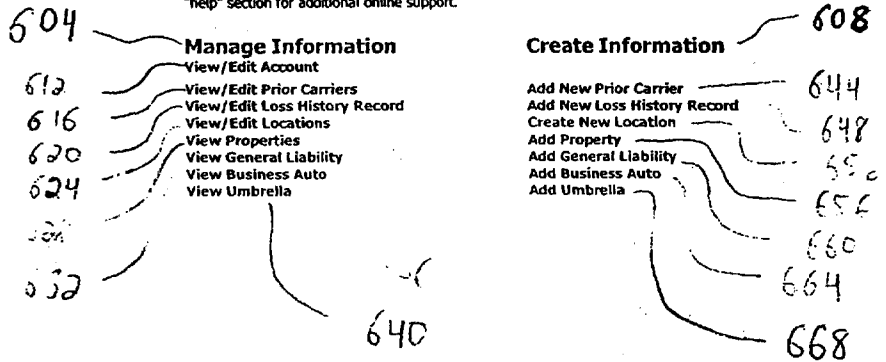 "help" section for additional online support.
604
608
Manage Information
View/Edit Account
View/Edit Prior Carriers
View/Edit Loss History Record
View/Edit Locations
View Properties
View General Liability
View Business Auto
View Umbrella
612
616
620
624
632
640
Create Information
Add New Prior Carrier
Add New Loss History Record
Create New Location
Add Property
Add General Liability
Add Business Auto
Add Umbrella
644
648
656
660
664
668